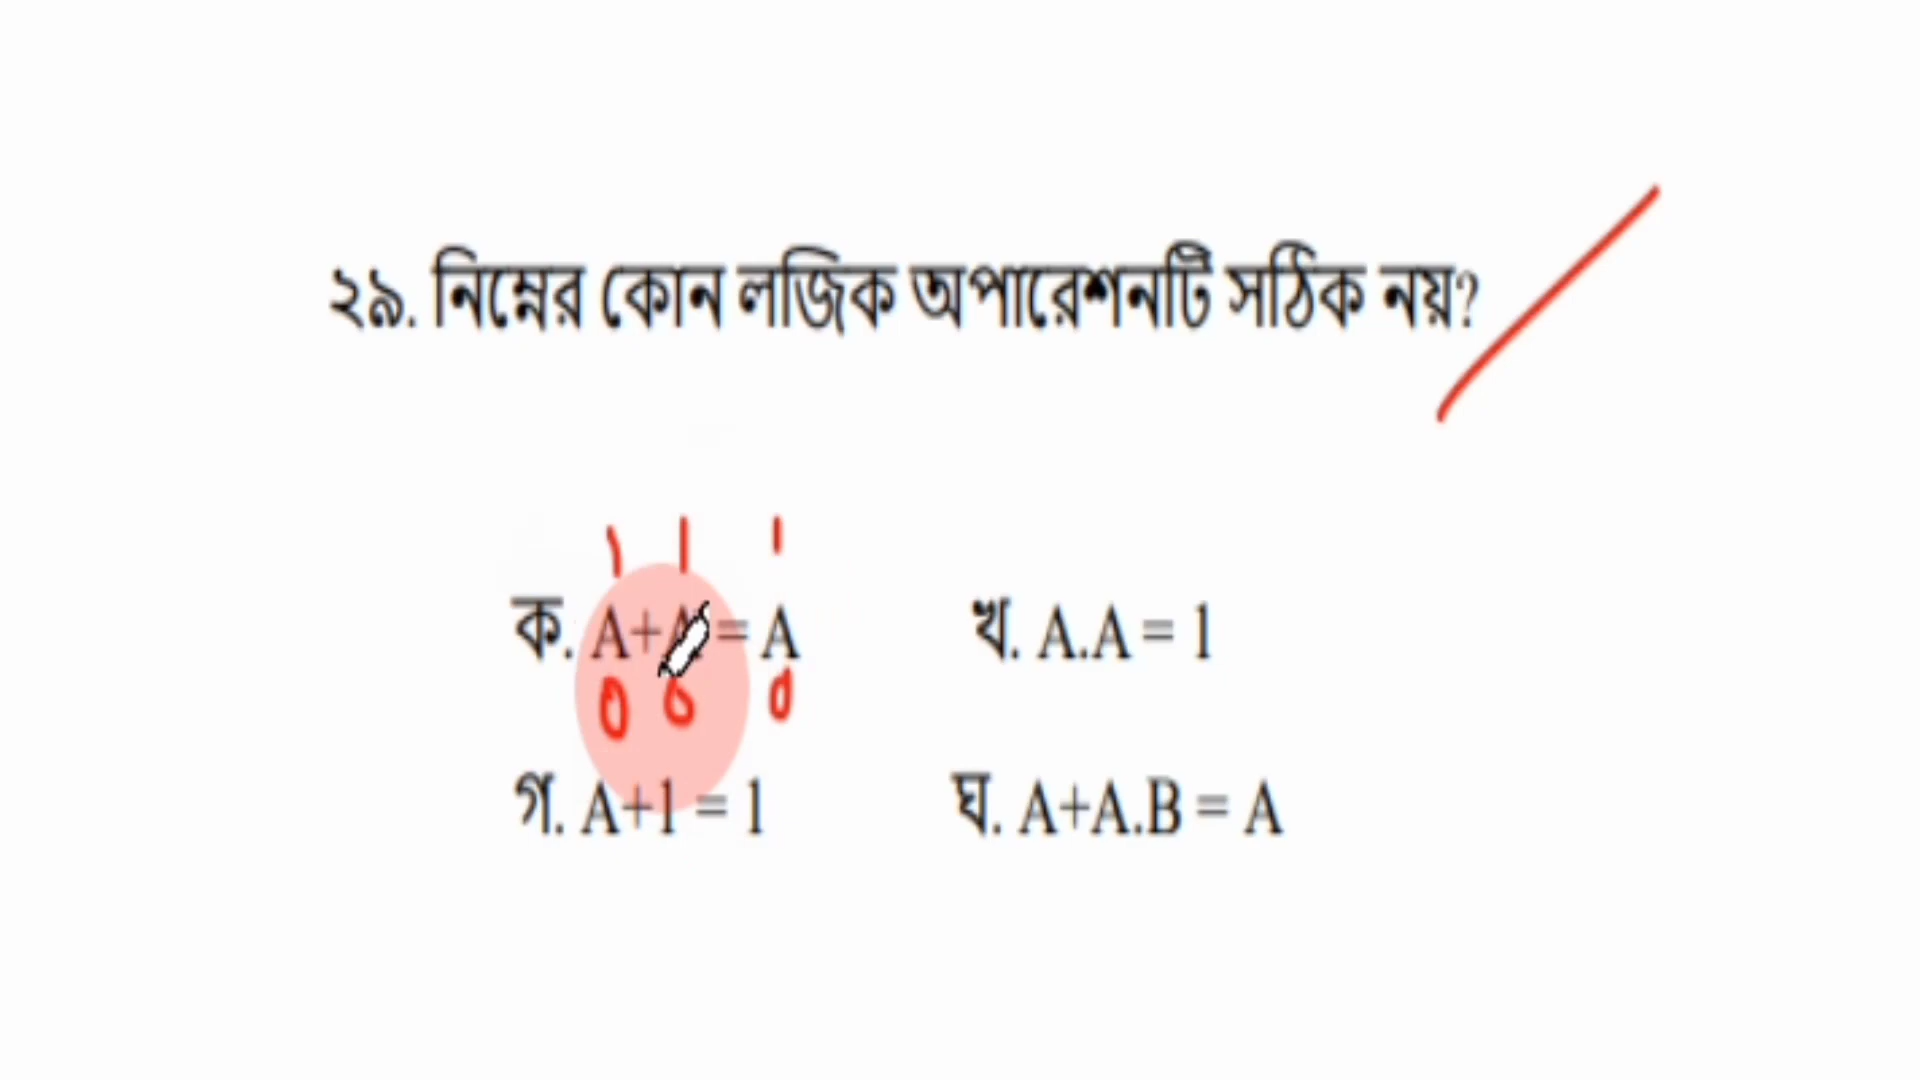 ২৯. নিম্নের কোন লজিক অপারেশনটি সঠিক নয়?
1 1 1
ক. A+A = A খ. A.A = 1
0 0 0
গ. A+1 = 1 ঘ. A+A.B = A